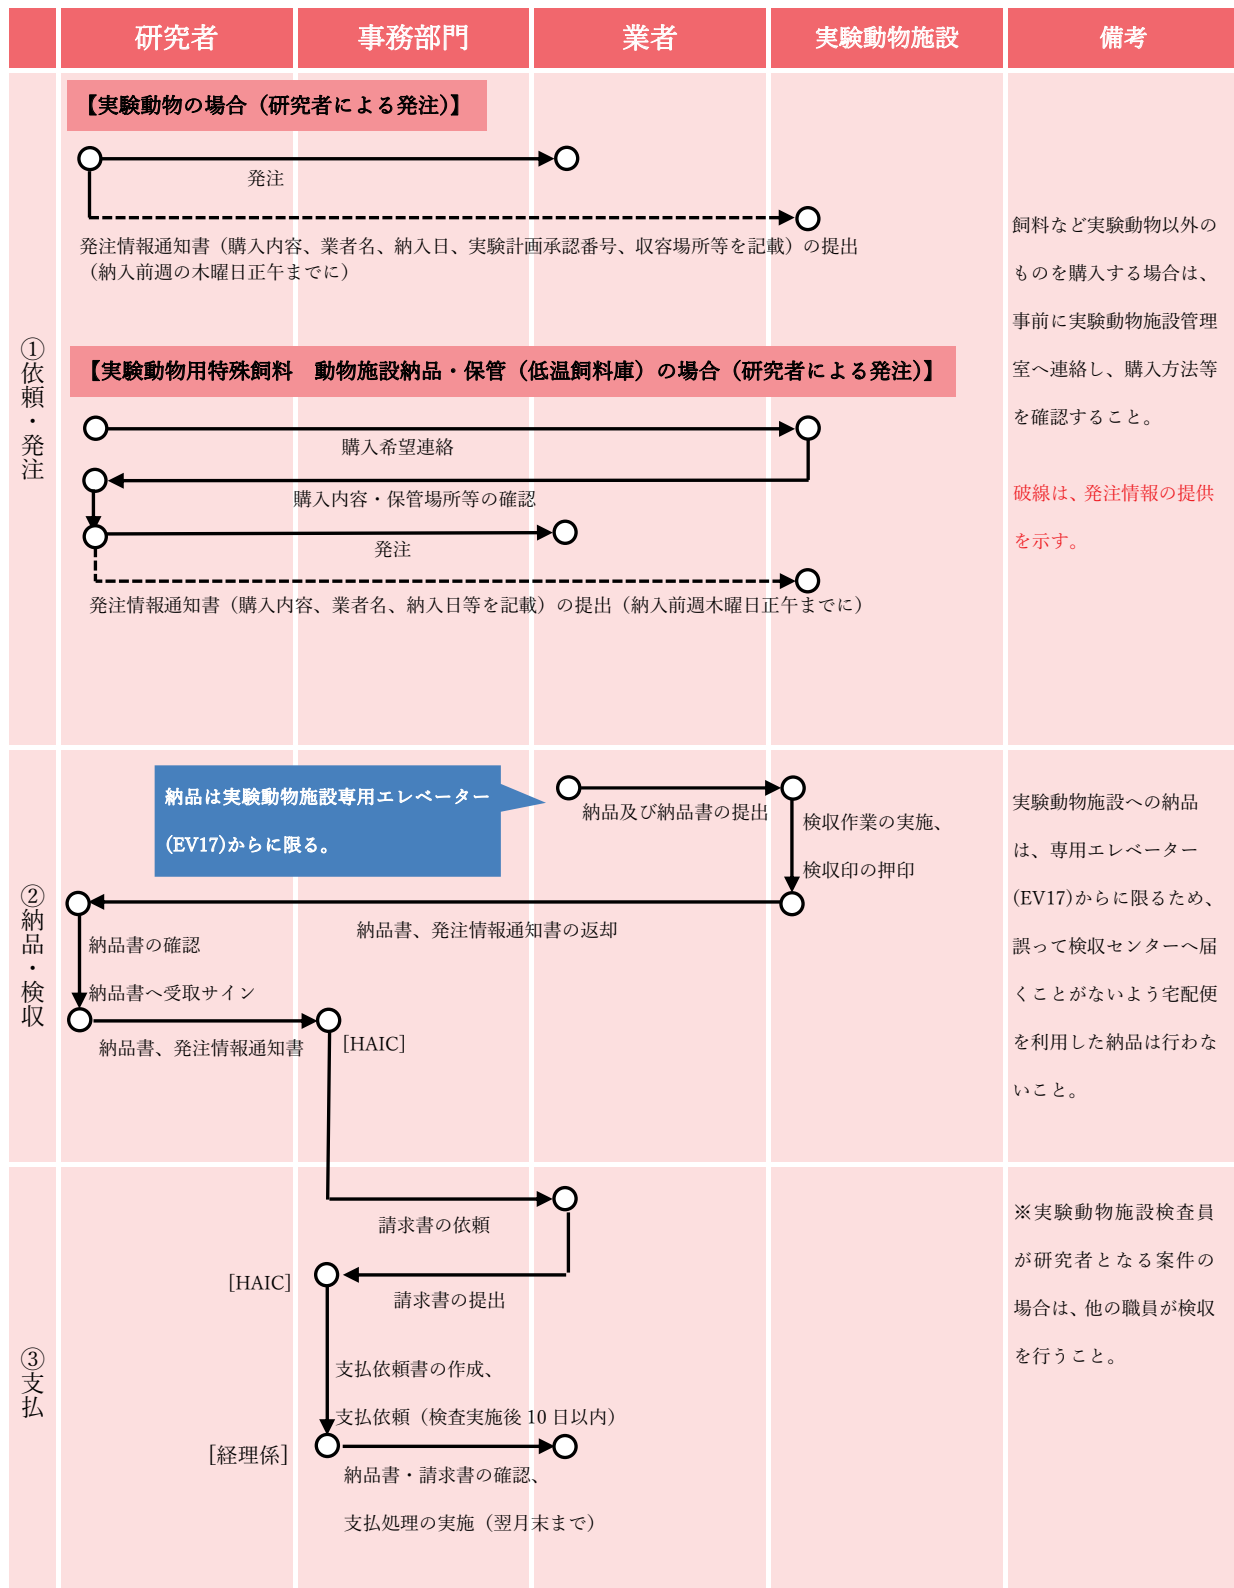 研究者 事務部門 業者 実験動物施設 備考
①依頼・発注
【実験動物の場合（研究者による発注)】
発注
発注情報通知書（購入内容、業者名、納入日、実験計画承認番号、収容場所等を記載）の提出
（納入前週の木曜日正午までに）
【実験動物用特殊飼料　動物施設納品・保管（低温飼料庫）の場合（研究者による発注)】
購入希望連絡
購入内容・保管場所等の確認
発注
発注情報通知書（購入内容、業者名、納入日等を記載）の提出（納入前週木曜日正午までに）
飼料など実験動物以外の
ものを購入する場合は、
事前に実験動物施設管理
室へ連絡し、購入方法等
を確認すること。
破線は、発注情報の提供
を示す。
②納品・検収
納品は実験動物施設専用エレベーター
(EV17)からに限る。
納品及び納品書の提出
検収作業の実施、
検収印の押印
納品書、発注情報通知書の返却
納品書の確認
納品書へ受取サイン
納品書、発注情報通知書
[HAIC]
実験動物施設への納品
は、専用エレベーター
(EV17)からに限るため、
誤って検収センターへ届
くことがないよう宅配便
を利用した納品は行わな
いこと。
③支払
請求書の依頼
[HAIC]
請求書の提出
支払依頼書の作成、
支払依頼（検査実施後 10 日以内）
[経理係]
納品書・請求書の確認、
支払処理の実施（翌月末まで）
※実験動物施設検査員
が研究者となる案件の
場合は、他の職員が検収
を行うこと。